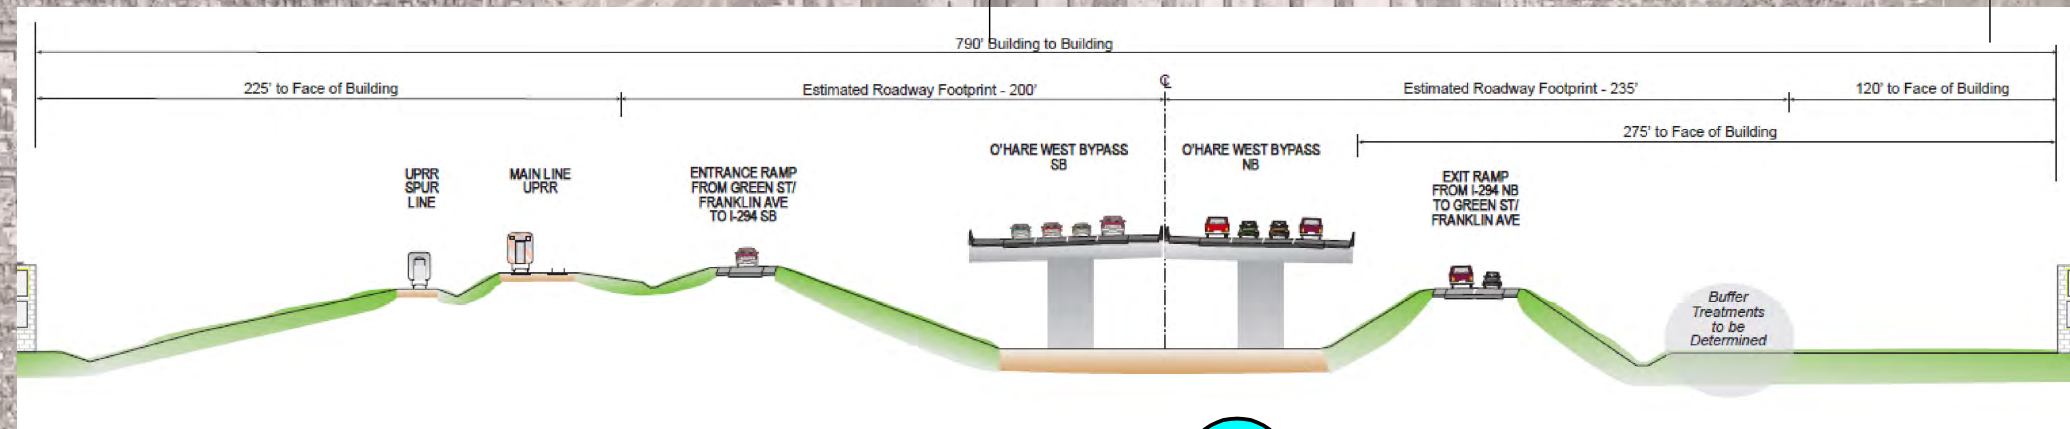 790' Building to Building
225' to Face of Building
Estimated Roadway Footprint - 200'
℄
Estimated Roadway Footprint - 235'
120' to Face of Building
275' to Face of Building
UPRR
SPUR
LINE
MAIN LINE
UPRR
ENTRANCE RAMP
FROM GREEN ST/
FRANKLIN AVE
TO I-294 SB
O'HARE WEST BYPASS
SB
O'HARE WEST BYPASS
NB
EXIT RAMP
FROM I-294 NB
TO GREEN ST/
FRANKLIN AVE
Buffer
Treatments
to be
Determined